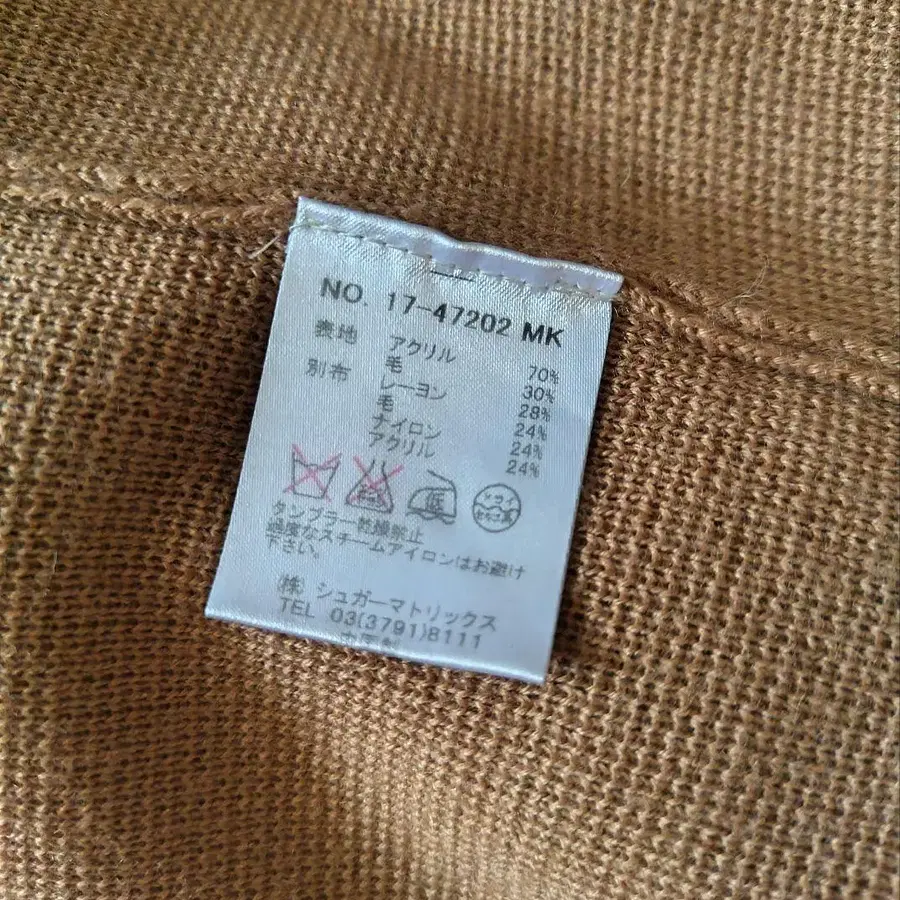 NO. 17-47202 MK
表地 アクリル 70%
毛 30%
別布 レーヨン 28%
毛 24%
ナイロン 24%
アクリル 24%
低
ドライ
タンブラー乾燥禁止
過度なスチームアイロンはお避け
下さい。
(株) シュガーマトリックス
TEL 03(3791)8111